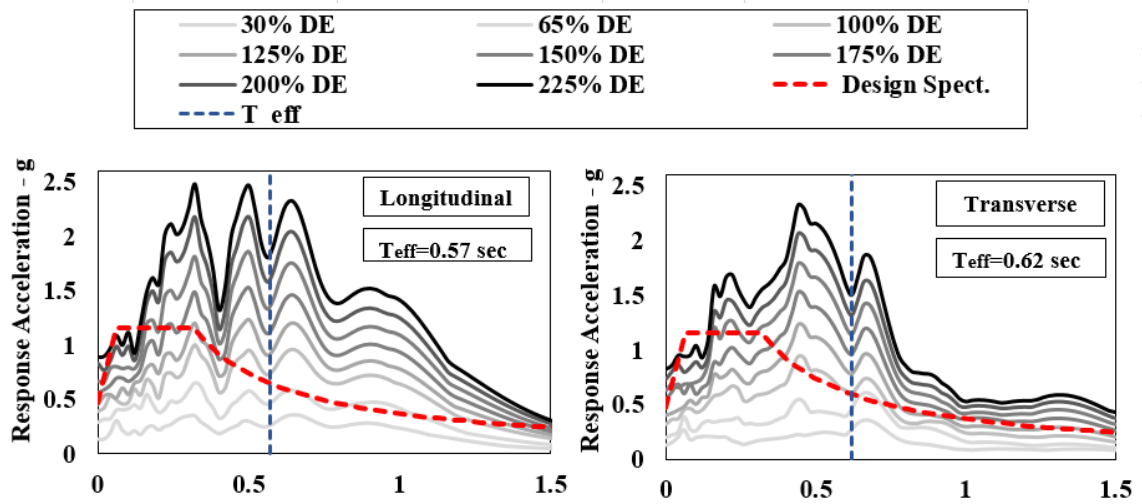 30% DE 65% DE 100% DE
125% DE 150% DE 175% DE
200% DE 225% DE Design Spect.
T eff
Response Acceleration - g
2.5
2
1.5
1
0.5
0
Longitudinal
Teff=0.57 sec
0 0.5 1 1.5
Response Acceleration - g
2.5
2
1.5
1
0.5
0
Transverse
Teff=0.62 sec
0 0.5 1 1.5